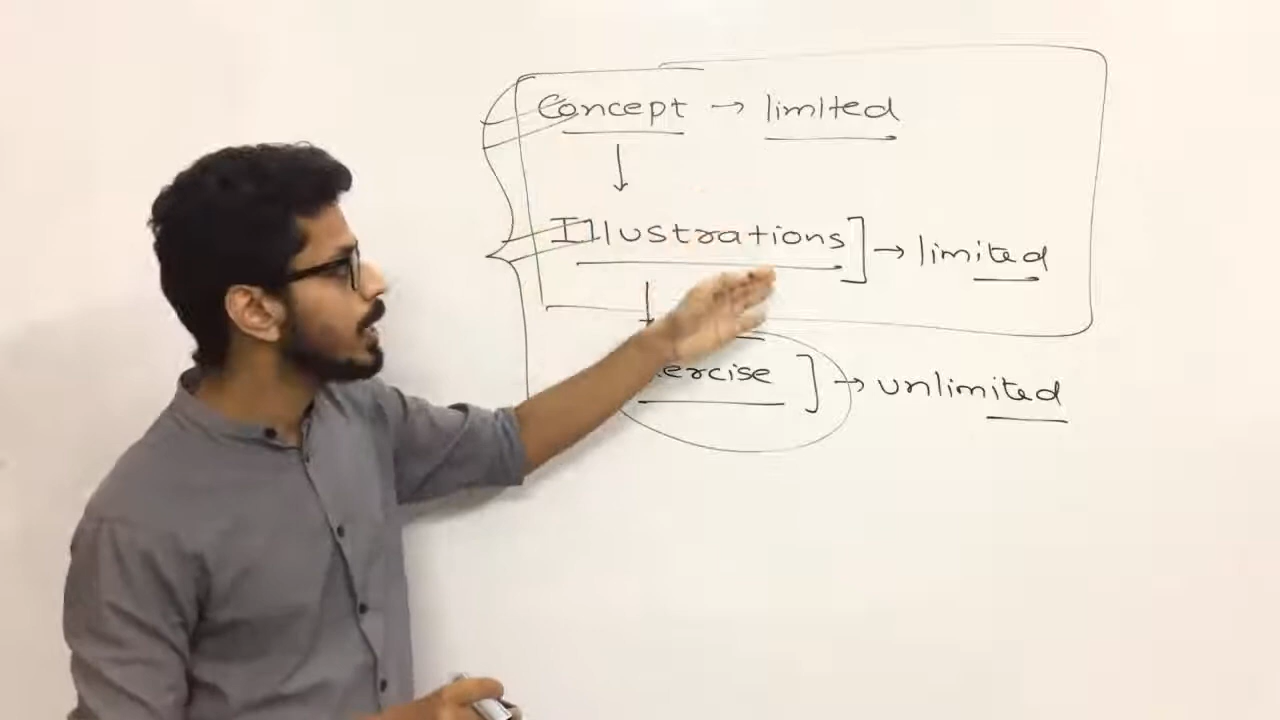 Concept → limited
Illustrations ] → limited
ercise ] → unlimited